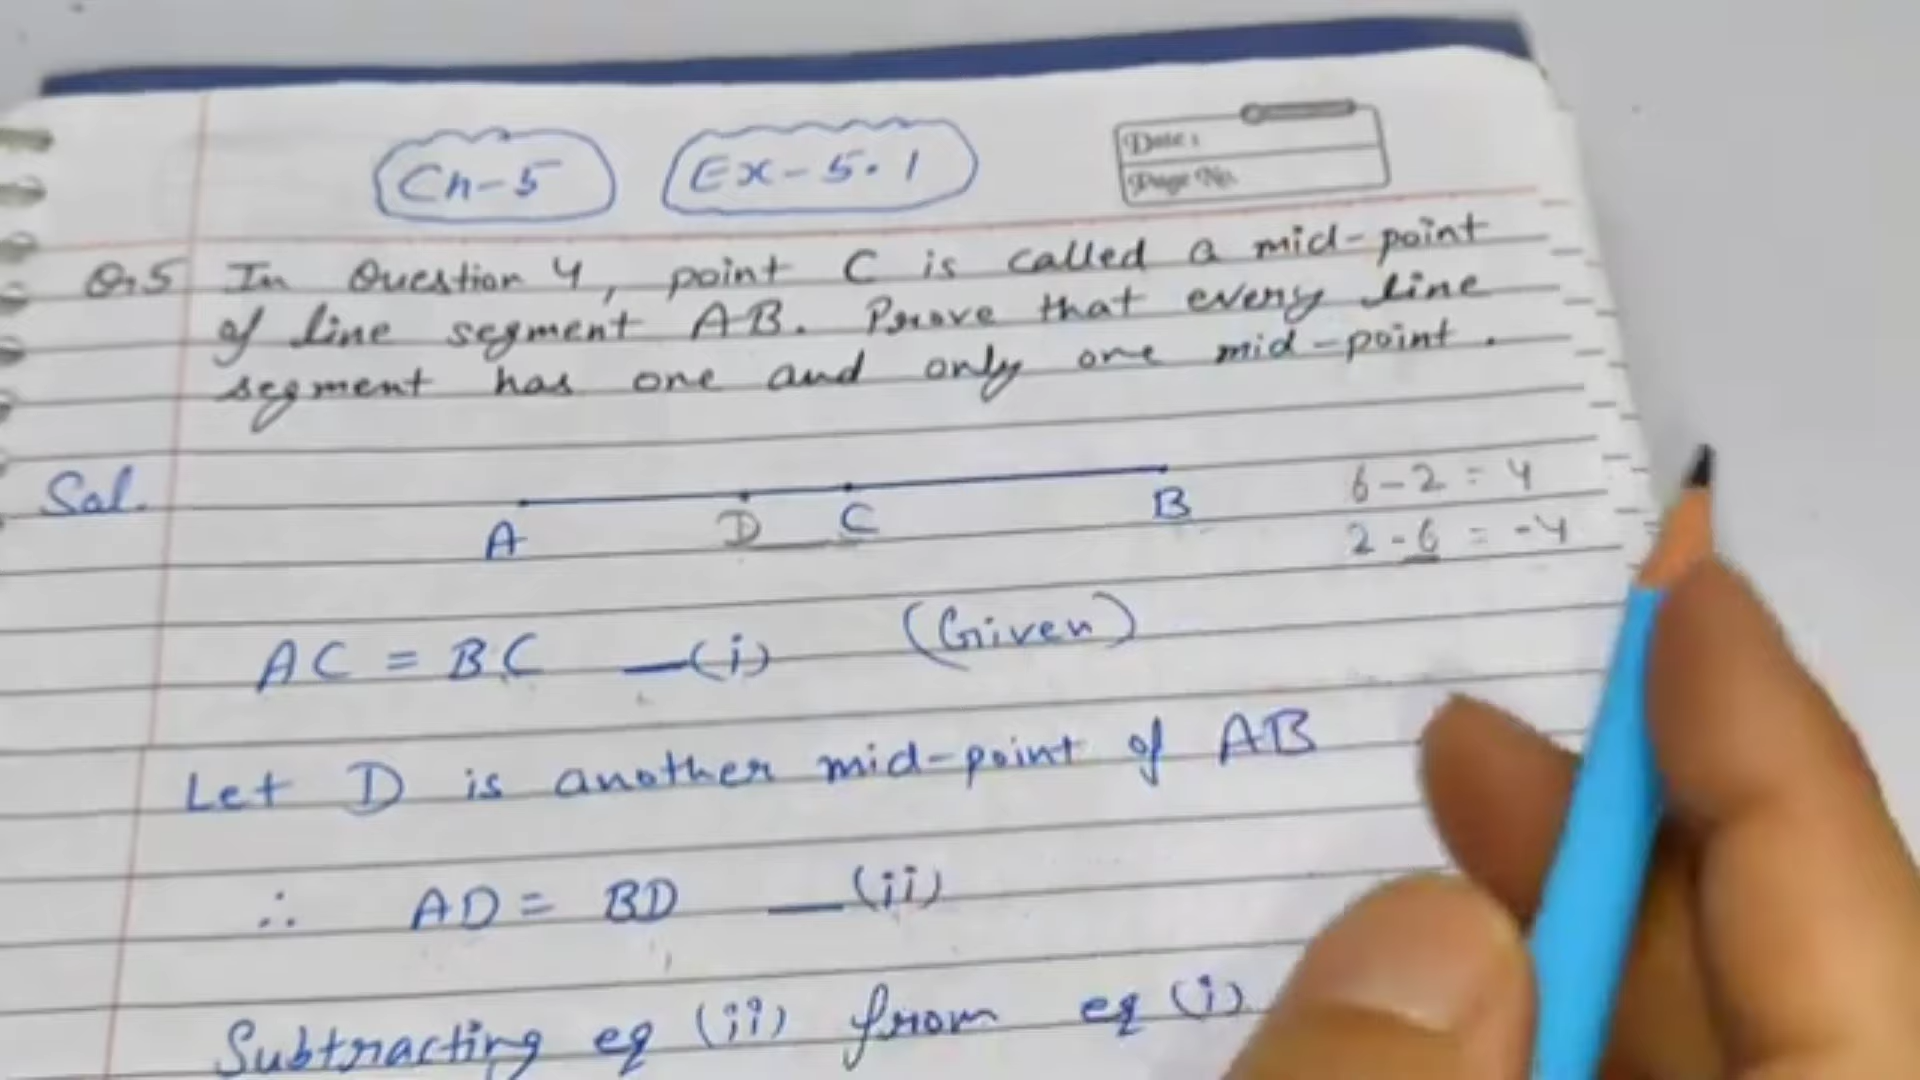 Ch-5 Ex-5.1
Date:
Page No.
Q.5 In Question 4, point C is called a mid-point
of line segment AB. Prove that every line
segment has one and only one mid-point.
Sol.
A D C B
6-2 = 4
2-6 = -4
AC = BC —(i) (Given)
Let D is another mid-point of AB
∴ AD = BD —(ii)
Subtracting eq (ii) from eq (i)